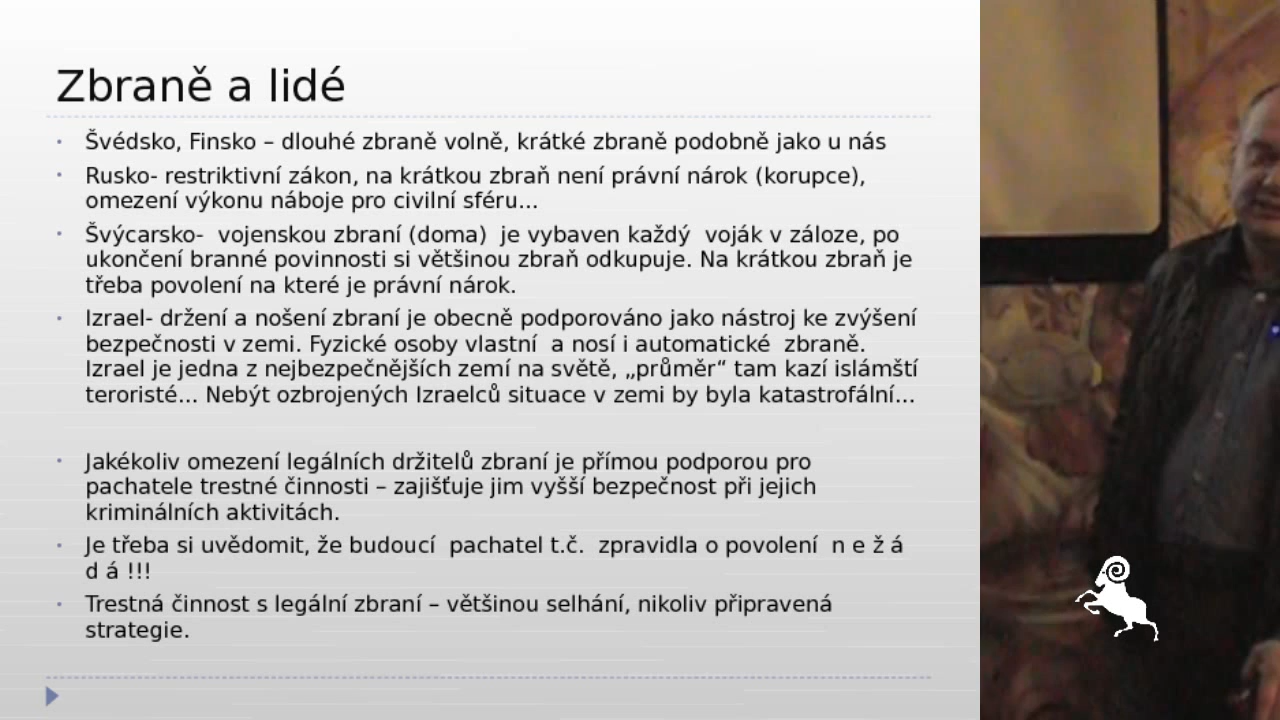 Zbraně a lidé
• Švédsko, Finsko – dlouhé zbraně volně, krátké zbraně podobně jako u nás
• Rusko- restriktivní zákon, na krátkou zbraň není právní nárok (korupce),
omezení výkonu náboje pro civilní sféru...
• Švýcarsko-  vojenskou zbraní (doma)  je vybaven každý  voják v záloze, po
ukončení branné povinnosti si většinou zbraň odkupuje. Na krátkou zbraň je
třeba povolení na které je právní nárok.
• Izrael- držení a nošení zbraní je obecně podporováno jako nástroj ke zvýšení
bezpečnosti v zemi. Fyzické osoby vlastní  a nosí i automatické  zbraně.
Izrael je jedna z nejbezpečnějších zemí na světě, „průměr“ tam kazí islámští
teroristé... Nebýt ozbrojených Izraelců situace v zemi by byla katastrofální...
• Jakékoliv omezení legálních držitelů zbraní je přímou podporou pro
pachatele trestné činnosti – zajišťuje jim vyšší bezpečnost při jejich
kriminálních aktivitách.
• Je třeba si uvědomit, že budoucí  pachatel t.č.  zpravidla o povolení  n e ž á
d á !!!
• Trestná činnost s legální zbraní – většinou selhání, nikoliv připravená
strategie.